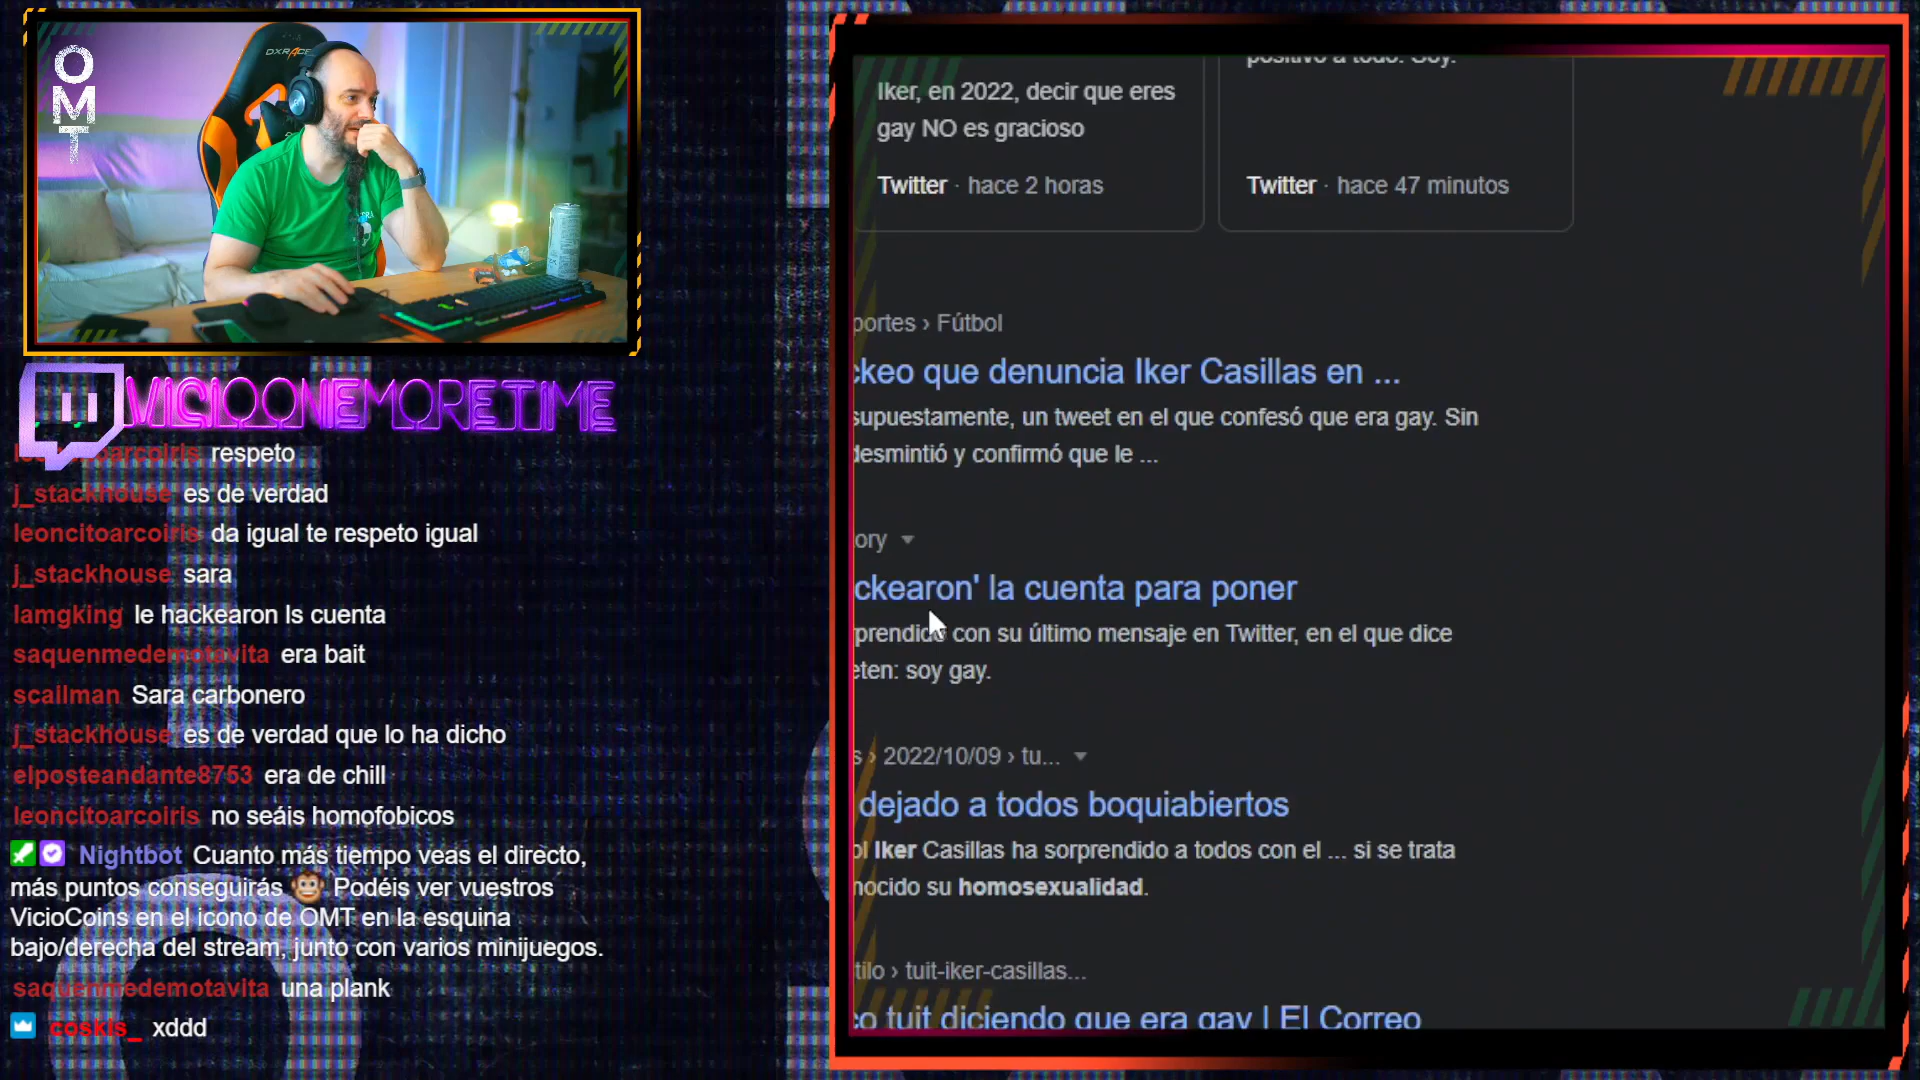 OMT
DXRACER
VICIOONEMORETIME
respeto
j_stackhouse es de verdad
leoncitoarcoiris da igual te respeto igual
j_stackhouse sara
lamgking le hackearon ls cuenta
saquenmedemotavita era bait
scallman Sara carbonero
j_stackhouse es de verdad que lo ha dicho
elposteandante8753 era de chill
leoncitoarcoiris no seáis homofobicos
Nightbot Cuanto más tiempo veas el directo,
más puntos conseguirás Podéis ver vuestros
VicioCoins en el icono de OMT en la esquina
bajo/derecha del stream, junto con varios minijuegos.
saquenmedemotavita una plank
coskis_ xddd
positivo a todo. Soy.
Iker, en 2022, decir que eres
gay NO es gracioso
Twitter · hace 2 horas
Twitter · hace 47 minutos
portes › Fútbol
ckeo que denuncia Iker Casillas en ...
supuestamente, un tweet en el que confesó que era gay. Sin
desmintió y confirmó que le ...
ory
ckearon' la cuenta para poner
prendido con su último mensaje en Twitter, en el que dice
eten: soy gay.
s › 2022/10/09 › tu...
dejado a todos boquiabiertos
ol Iker Casillas ha sorprendido a todos con el ... si se trata
nocido su homosexualidad.
tilo › tuit-iker-casillas...
co tuit diciendo que era gay | El Correo